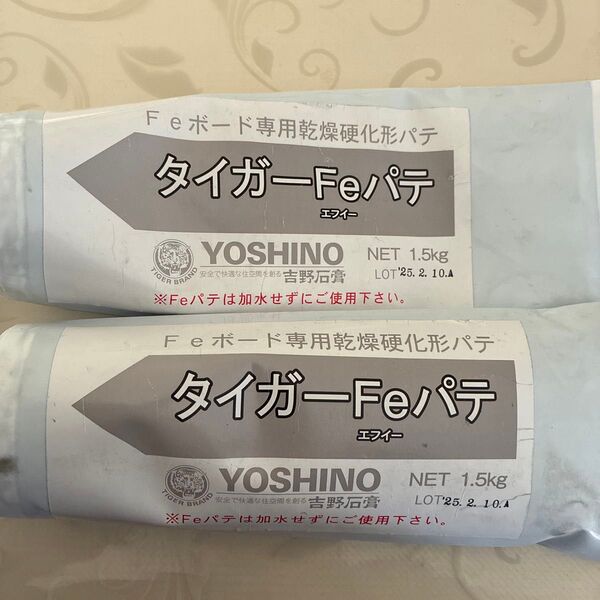 Feボード専用乾燥硬化形パテ
タイガーFeパテ
エフイー
TIGER BRAND
YOSHINO
NET 1.5kg
安全で快適な住空間を創る 吉野石膏
LOT '25.2.10.A
※Feパテは加水せずにご使用下さい。
Feボード専用乾燥硬化形パテ
タイガーFeパテ
エフイー
TIGER BRAND
YOSHINO
NET 1.5kg
安全で快適な住空間を創る 吉野石膏
LOT '25.2.10.A
※Feパテは加水せずにご使用下さい。